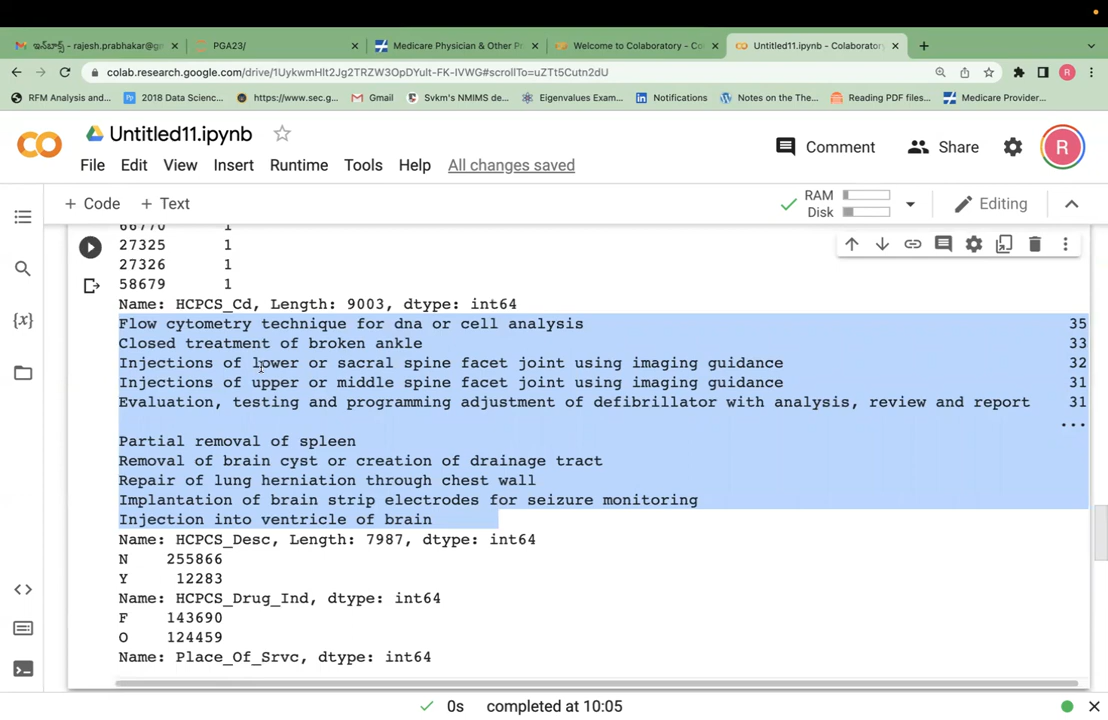 ఇన్‌బాక్స్ - rajesh.prabhakar@gm
PGA23/
Medicare Physician & Other Pr
Welcome to Colaboratory - Co
Untitled11.ipynb - Colaborator
colab.research.google.com/drive/1UykwmHlt2Jg2TRZW3OpDYult-FK-IVWG#scrollTo=uZTt5Cutn2dU
R
RFM Analysis and...
2018 Data Scienc...
https://www.sec.g...
Gmail
Svkm's NMIMS de...
Eigenvalues Exam...
Notifications
Notes on the The...
Reading PDF files...
Medicare Provider...
CO
Untitled11.ipynb
File Edit View Insert Runtime Tools Help All changes saved
Comment Share R
+ Code + Text
RAM
Disk
Editing
66770 1
27325 1
27326 1
58679 1
Name: HCPCS_Cd, Length: 9003, dtype: int64
Flow cytometry technique for dna or cell analysis 35
Closed treatment of broken ankle 33
Injections of lower or sacral spine facet joint using imaging guidance 32
Injections of upper or middle spine facet joint using imaging guidance 31
Evaluation, testing and programming adjustment of defibrillator with analysis, review and report 31
...
Partial removal of spleen
Removal of brain cyst or creation of drainage tract
Repair of lung herniation through chest wall
Implantation of brain strip electrodes for seizure monitoring
Injection into ventricle of brain
Name: HCPCS_Desc, Length: 7987, dtype: int64
N 255866
Y 12283
Name: HCPCS_Drug_Ind, dtype: int64
F 143690
O 124459
Name: Place_Of_Srvc, dtype: int64
0s completed at 10:05